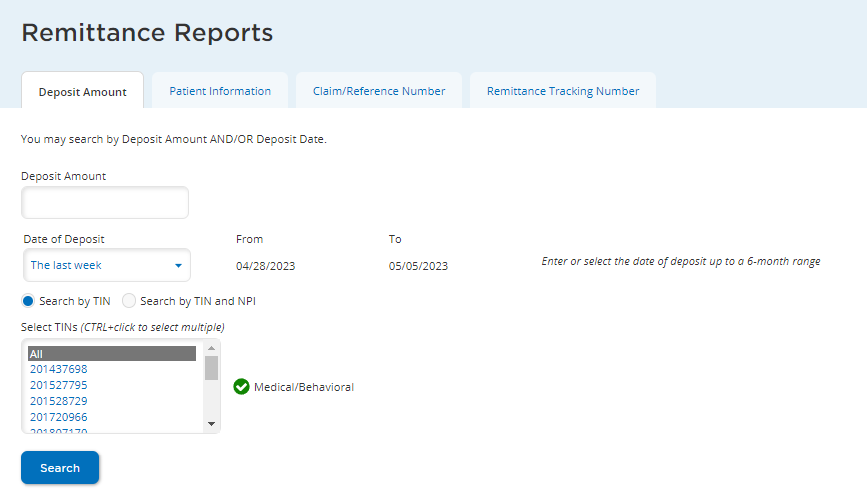 Remittance Reports
Deposit Amount
Patient Information
Claim/Reference Number
Remittance Tracking Number
You may search by Deposit Amount AND/OR Deposit Date.
Deposit Amount
Date of Deposit
From
To
The last week
04/28/2023
05/05/2023
Enter or select the date of deposit up to a 6-month range
Search by TIN
Search by TIN and NPI
Select TINs (CTRL+click to select multiple)
All
201437698
201527795
201528729
201720966
Medical/Behavioral
Search